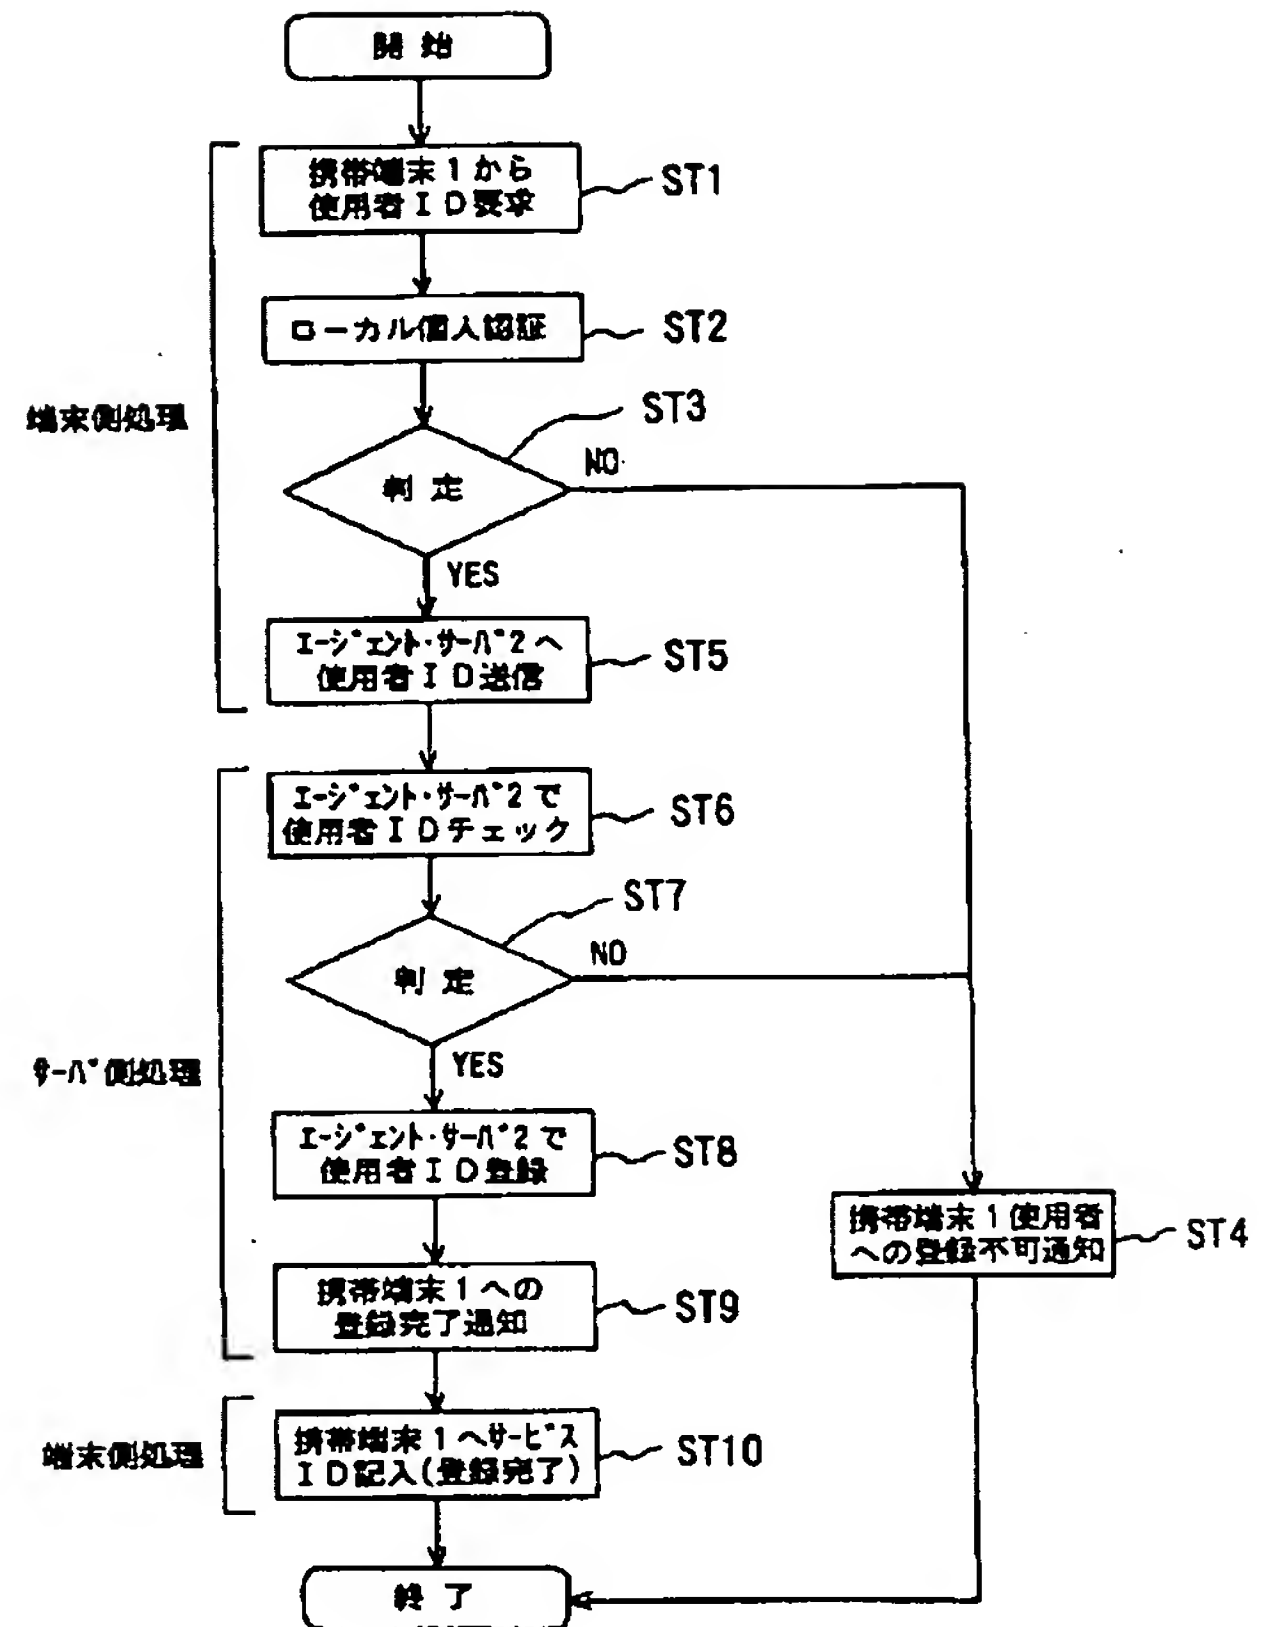 開始
携帯端末1から
使用者ID要求
ST1
ローカル個人認証
ST2
端末側処理
ST3
判定
NO
YES
エージェント・サーバ2へ
使用者ID送信
ST5
エージェント・サーバ2で
使用者IDチェック
ST6
ST7
判定
NO
YES
サーバ側処理
エージェント・サーバ2で
使用者ID登録
ST8
携帯端末1使用者
への登録不可通知
ST4
携帯端末1への
登録完了通知
ST9
端末側処理
携帯端末1へサービス
ID記入(登録完了)
ST10
終了